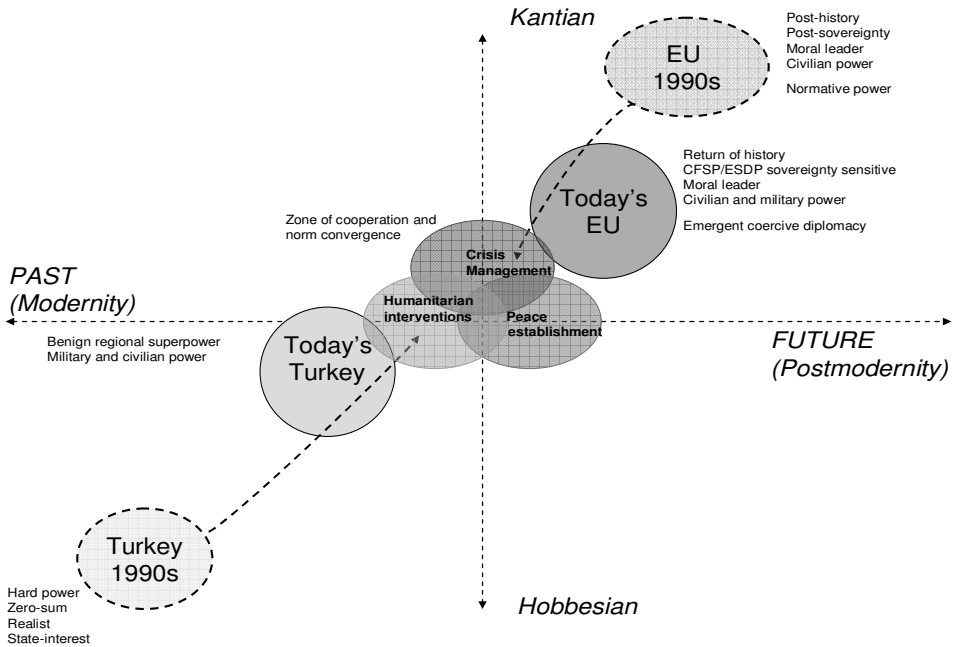 Kantian
EU
1990s
Post-history
Post-sovereignty
Moral leader
Civilian power
Normative power
Today's
EU
Return of history
CFSP/ESDP sovereignty sensitive
Moral leader
Civilian and military power
Emergent coercive diplomacy
Zone of cooperation and
norm convergence
Crisis
Management
Humanitarian
interventions
Peace
establishment
PAST
(Modernity)
FUTURE
(Postmodernity)
Benign regional superpower
Military and civilian power
Today's
Turkey
Turkey
1990s
Hard power
Zero-sum
Realist
State-interest
Hobbesian